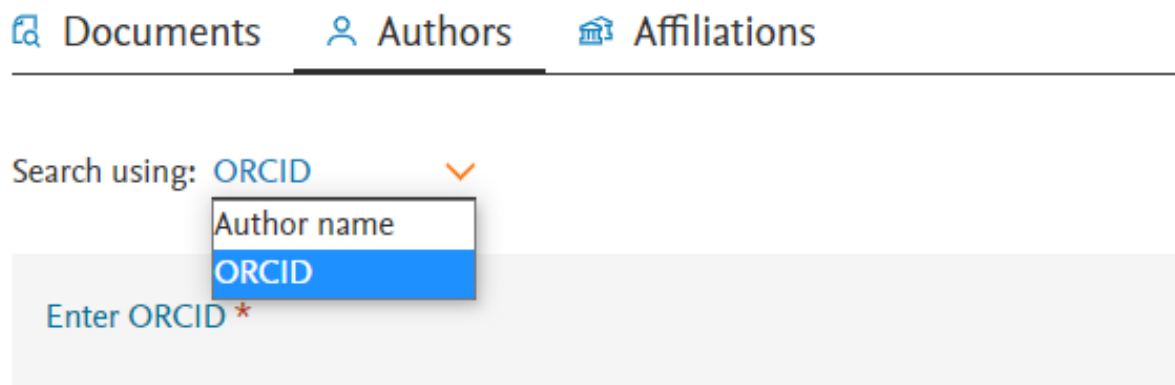 Documents Authors Affiliations
Search using: ORCID
Author name
ORCID
Enter ORCID *